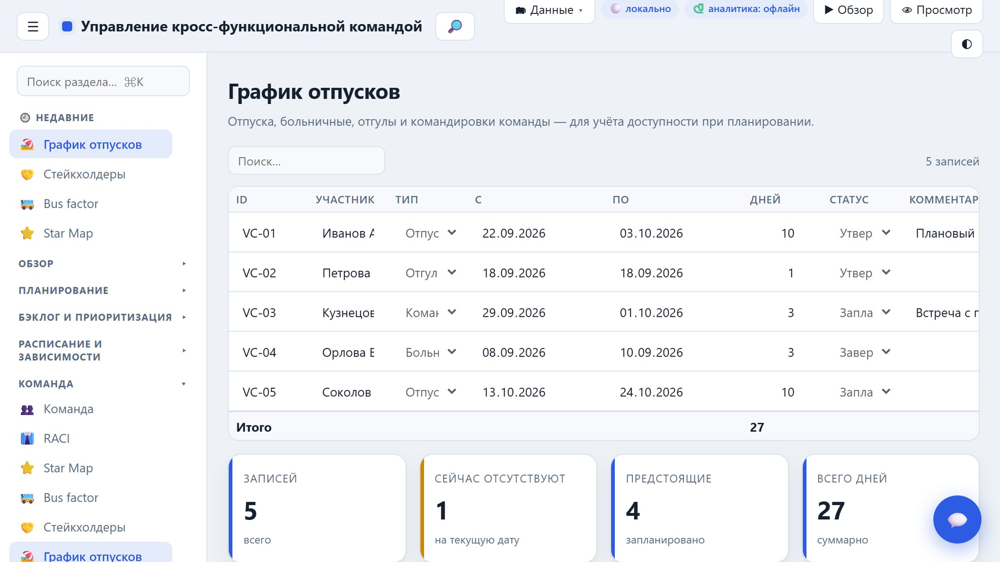 ☰ Управление кросс-функциональной командой
Данные ▾ локально аналитика: офлайн ▶ Обзор Просмотр
Поиск раздела... ⌘K
НЕДАВНИЕ
График отпусков
Стейкхолдеры
Bus factor
Star Map
ОБЗОР
ПЛАНИРОВАНИЕ
БЭКЛОГ И ПРИОРИТИЗАЦИЯ
РАСПИСАНИЕ И
ЗАВИСИМОСТИ
КОМАНДА
Команда
RACI
Star Map
Bus factor
Стейкхолдеры
График отпусков
График отпусков
Отпуска, больничные, отгулы и командировки команды — для учёта доступности при планировании.
Поиск...
5 записей
ID УЧАСТНИК ТИП С ПО ДНЕЙ СТАТУС КОММЕНТАР
VC-01 Иванов А Отпус 22.09.2026 03.10.2026 10 Утвер Плановый
VC-02 Петрова Отгул 18.09.2026 18.09.2026 1 Утвер
VC-03 Кузнецов Коман 29.09.2026 01.10.2026 3 Запла Встреча с п
VC-04 Орлова Е Больн 08.09.2026 10.09.2026 3 Завер
VC-05 Соколов Отпус 13.10.2026 24.10.2026 10 Запла
Итого 27
ЗАПИСЕЙ
5
всего
СЕЙЧАС ОТСУТСТВУЮТ
1
на текущую дату
ПРЕДСТОЯЩИЕ
4
запланировано
ВСЕГО ДНЕЙ
27
суммарно